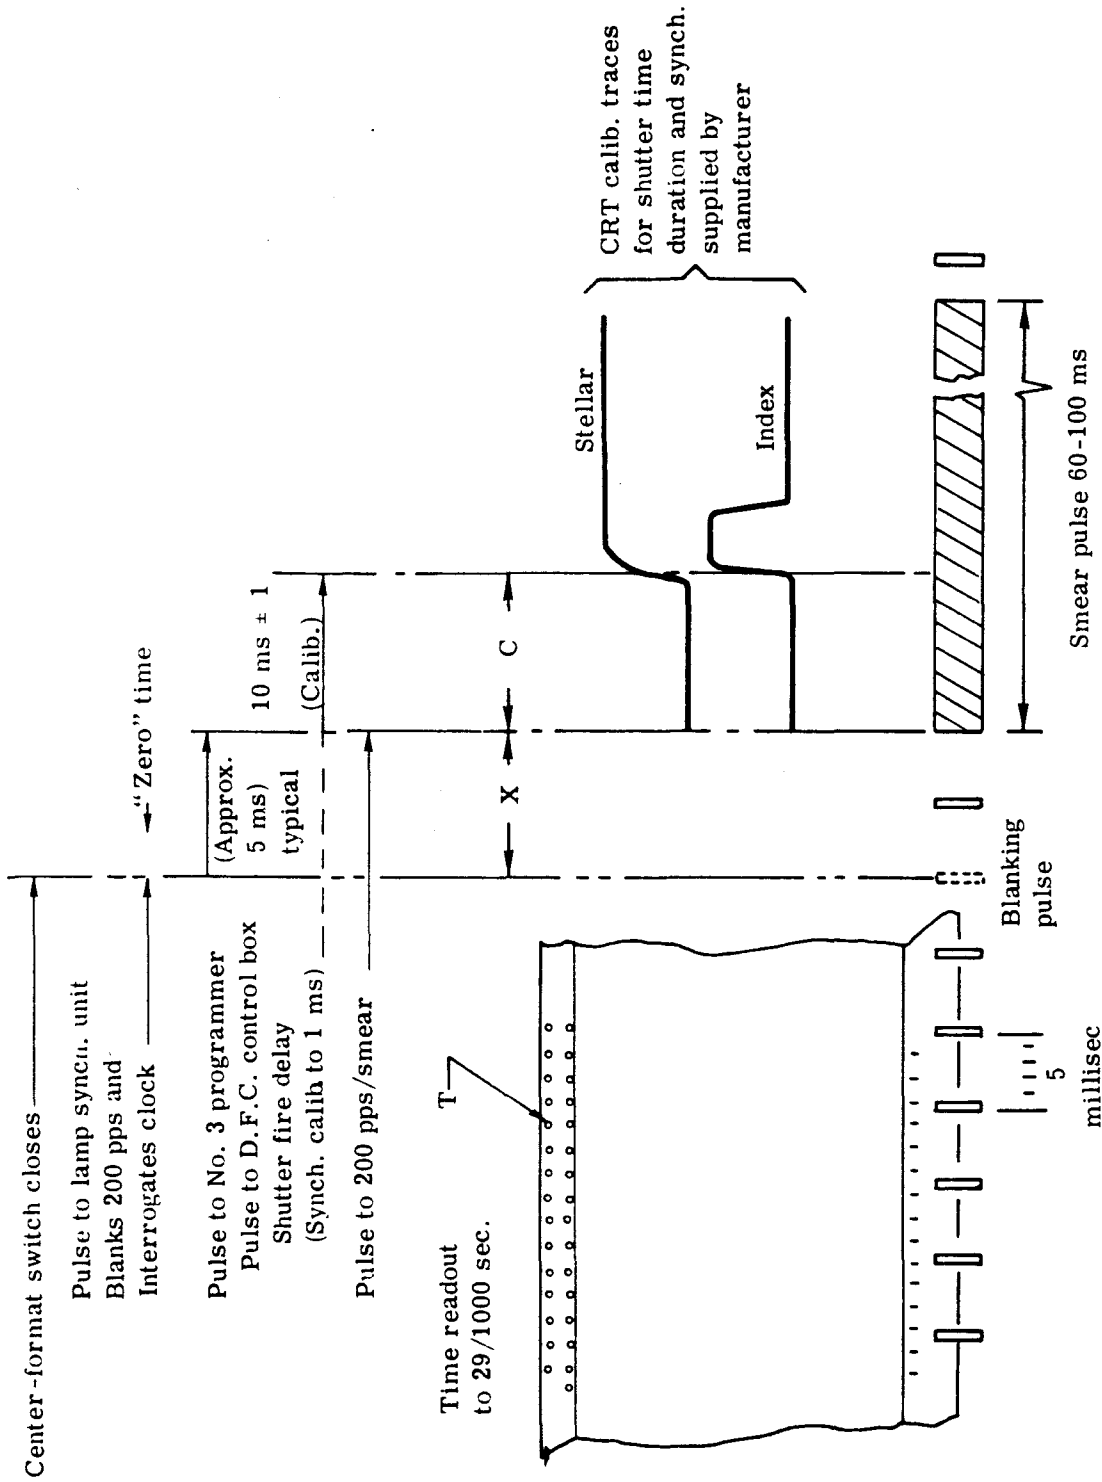 Center-format switch closes
Pulse to lamp synch. unit
Blanks 200 pps and
Interrogates clock
"Zero" time
Pulse to No. 3 programmer
Pulse to D.F.C. control box
Shutter fire delay
(Synch. calib to 1 ms)
(Approx.
5 ms)
typical
10 ms ± 1
(Calib.)
Pulse to 200 pps/smear
Time readout
to 29/1000 sec.
T
X
C
Stellar
Index
CRT calib. traces
for shutter time
duration and synch.
supplied by
manufacturer
Blanking
pulse
5
millisec
Smear pulse 60-100 ms